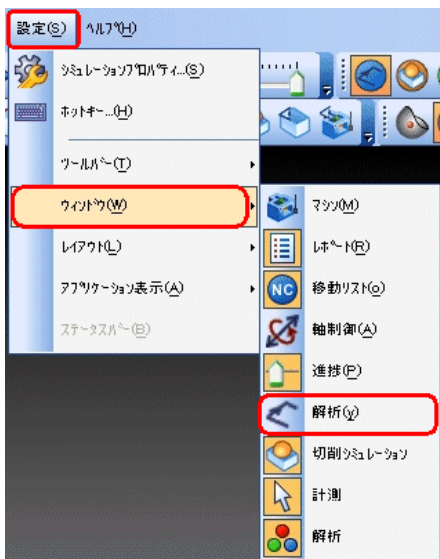 設定(S) ﾍﾙﾌﾟ(H)
ｼﾐｭﾚｰｼｮﾝﾌﾟﾛﾊﾟﾃｨ...(S)
ﾎｯﾄｷｰ...(H)
ﾂｰﾙﾊﾞｰ(T)
ｳｨﾝﾄﾞｳ(W)
ﾚｲｱｳﾄ(L)
ｱﾌﾟﾘｹｰｼｮﾝ表示(A)
ｽﾃｰﾀｽﾊﾞｰ(B)
ﾏｼﾝ(M)
ﾚﾎﾟｰﾄ(R)
NC 移動ﾘｽﾄ(o)
軸制御(A)
進捗(P)
解析(y)
切削ｼﾐｭﾚｰｼｮﾝ
計測
解析